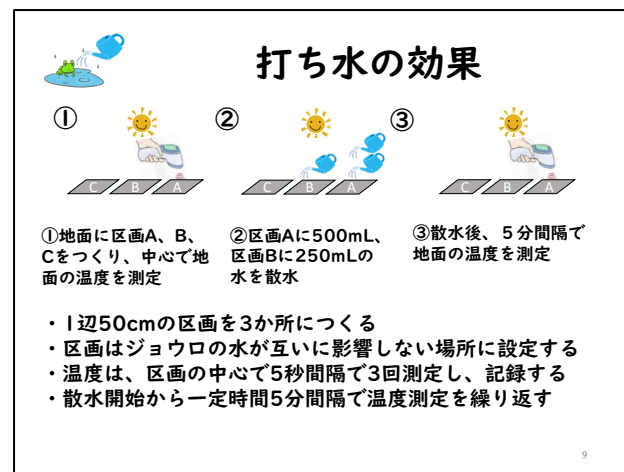 打ち水の効果
①
②
③
C B A
C B A
C B A
①地面に区画A、B、
Cをつくり、中心で地
面の温度を測定
②区画Aに500mL、
区画Bに250mLの
水を散水
③散水後、5分間隔で
地面の温度を測定
・1辺50cmの区画を3か所につくる
・区画はジョウロの水が互いに影響しない場所に設定する
・温度は、区画の中心で5秒間隔で3回測定し、記録する
・散水開始から一定時間5分間隔で温度測定を繰り返す
9